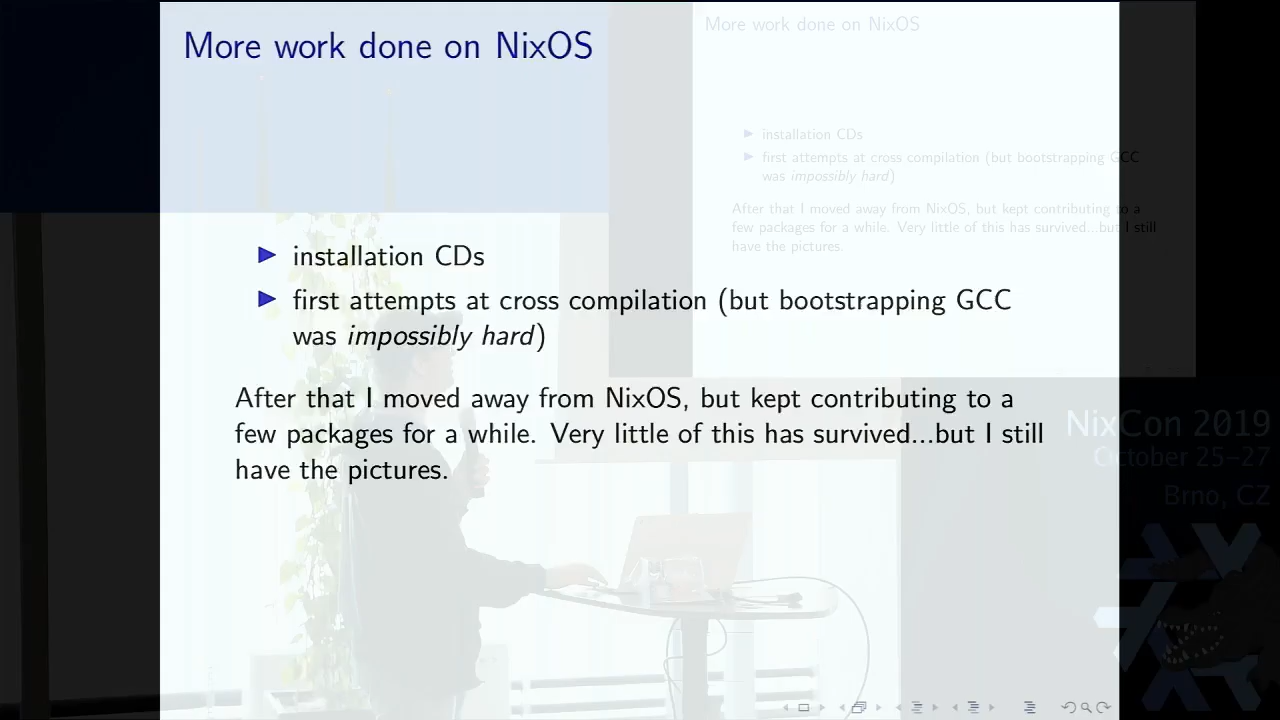 More work done on NixOS
installation CDs
first attempts at cross compilation (but bootstrapping GCC
was impossibly hard)
After that I moved away from NixOS, but kept contributing to a
few packages for a while. Very little of this has survived...but I still
have the pictures.
More work done on NixOS
installation CDs
first attempts at cross compilation (but bootstrapping GCC
was impossibly hard)
After that I moved away from NixOS, but kept contributing to a
few packages for a while. Very little of this has survived...but I still
have the pictures.
NixCon 2019
October 25–27
Brno, CZ